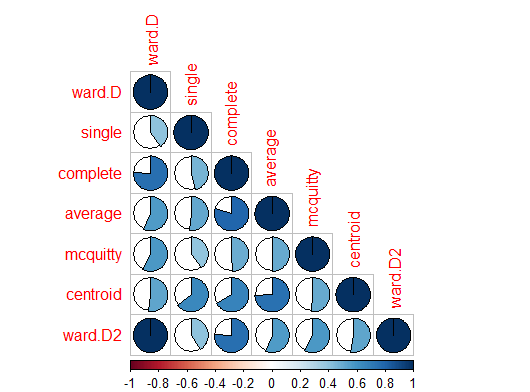 ward.D
single
complete
average
mcquitty
centroid
ward.D2
ward.D
single
complete
average
mcquitty
centroid
ward.D2
-1 -0.8 -0.6 -0.4 -0.2 0 0.2 0.4 0.6 0.8 1